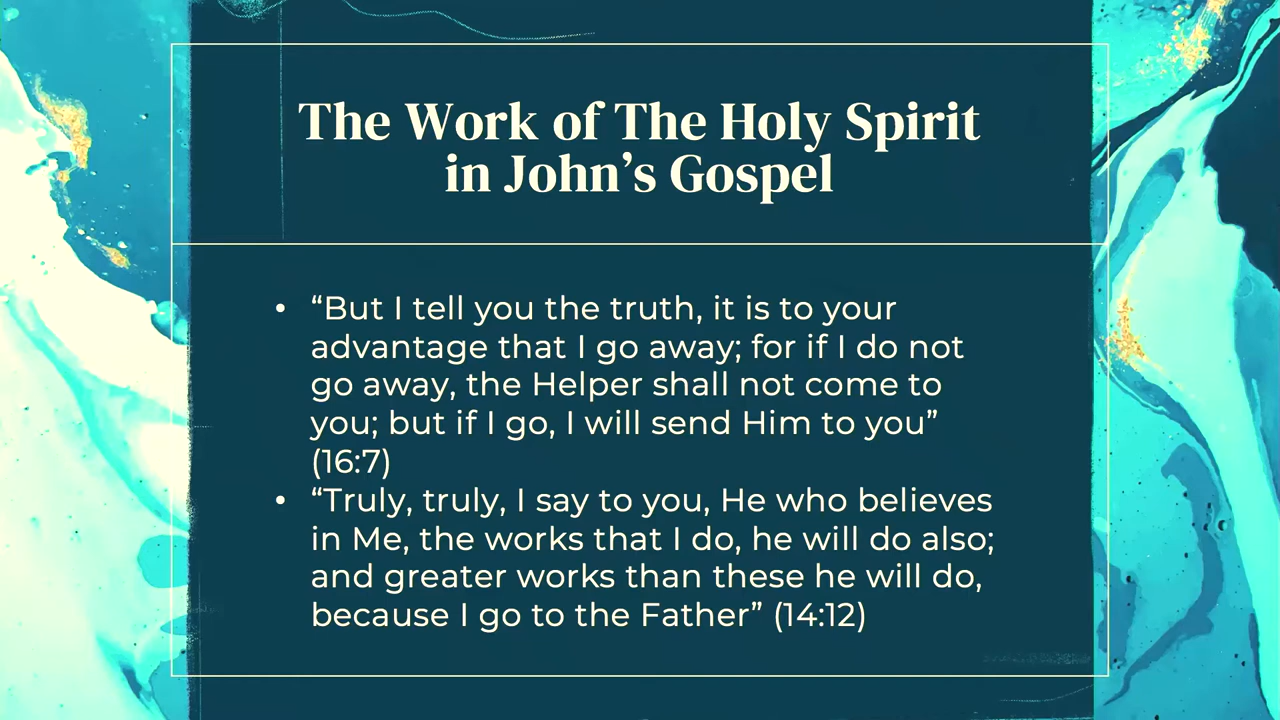 The Work of The Holy Spirit
in John’s Gospel
• “But I tell you the truth, it is to your
advantage that I go away; for if I do not
go away, the Helper shall not come to
you; but if I go, I will send Him to you”
(16:7)
• “Truly, truly, I say to you, He who believes
in Me, the works that I do, he will do also;
and greater works than these he will do,
because I go to the Father” (14:12)